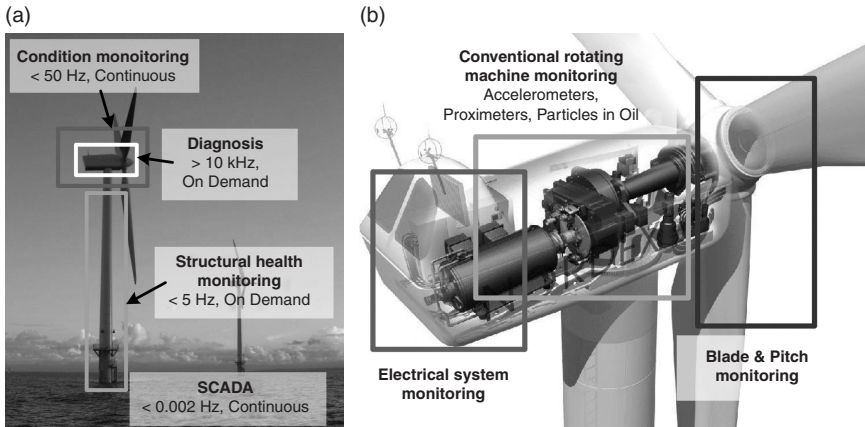 (a)
Condition monoitoring
< 50 Hz, Continuous
Diagnosis
> 10 kHz,
On Demand
Structural health
monitoring
< 5 Hz, On Demand
SCADA
< 0.002 Hz, Continuous
(b)
Conventional rotating
machine monitoring
Accelerometers,
Proximeters, Particles in Oil
Electrical system
monitoring
Blade & Pitch
monitoring